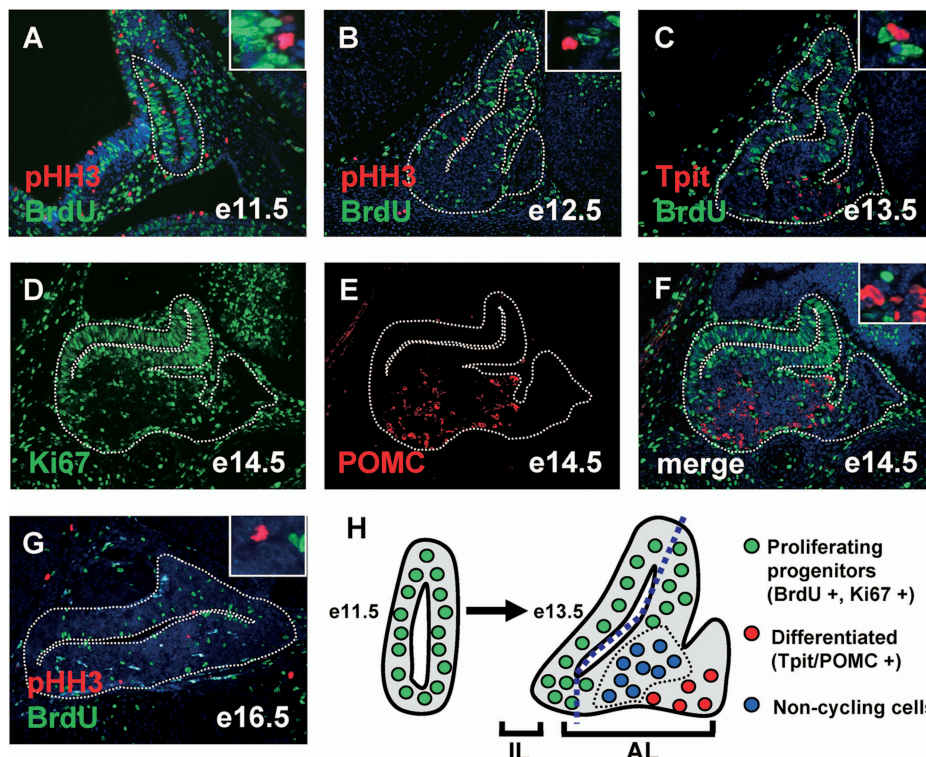 A
pHH3
BrdU
e11.5
B
pHH3
BrdU
e12.5
C
Tpit
BrdU
e13.5
D
Ki67
e14.5
E
POMC
e14.5
F
merge
e14.5
G
pHH3
BrdU
e16.5
H
e11.5
e13.5
IL
AL
Proliferating
progenitors
(BrdU +, Ki67 +)
Differentiated
(Tpit/POMC +)
Non-cycling cells